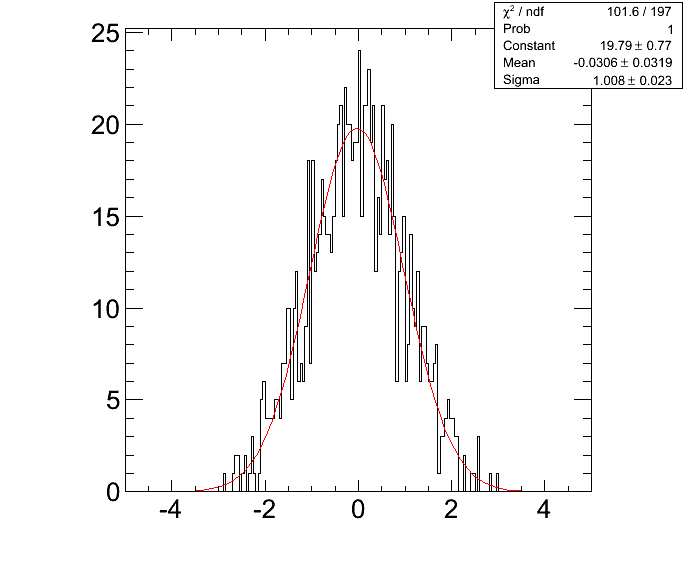 χ² / ndf 101.6 / 197
Prob 1
Constant 19.79 ± 0.77
Mean -0.0306 ± 0.0319
Sigma 1.008 ± 0.023
25
20
15
10
5
0
-4 -2 0 2 4